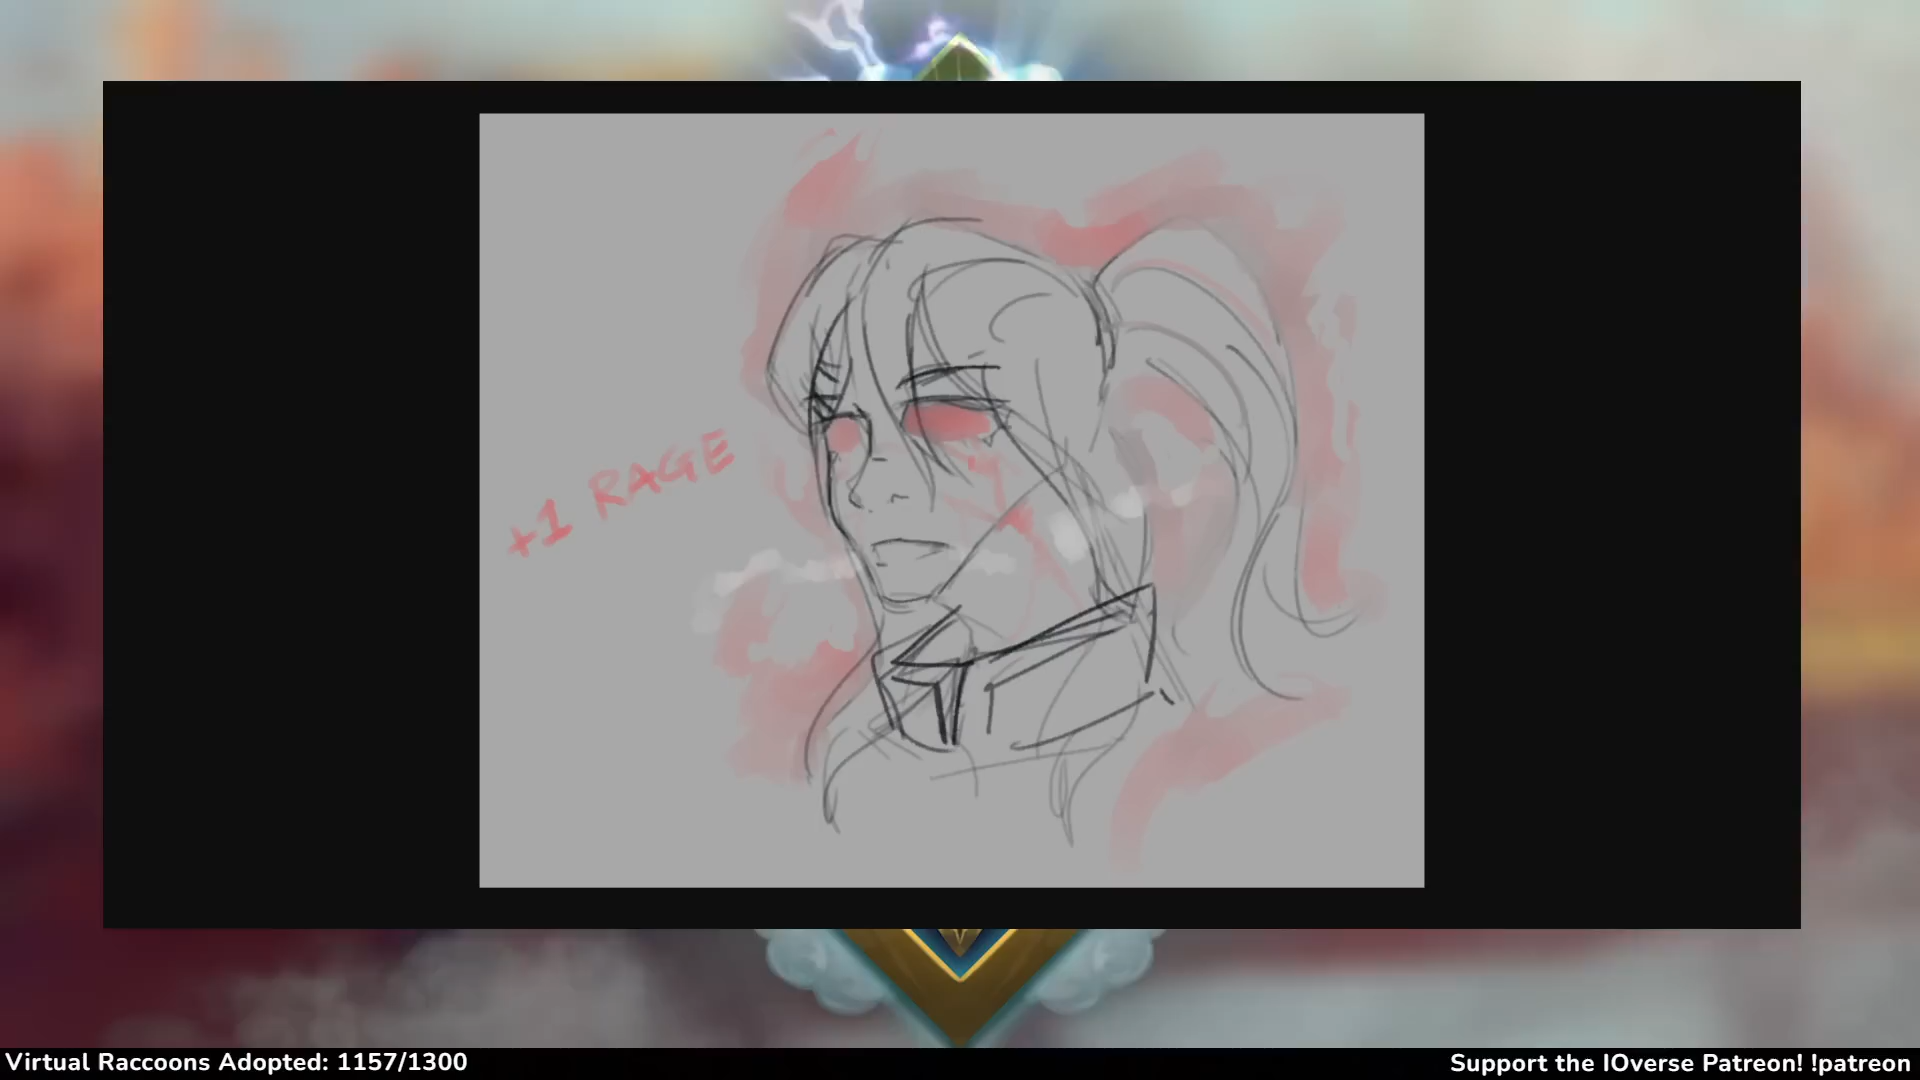 +1 RAGE
Virtual Raccoons Adopted: 1157/1300
Support the IOverse Patreon! !patreon